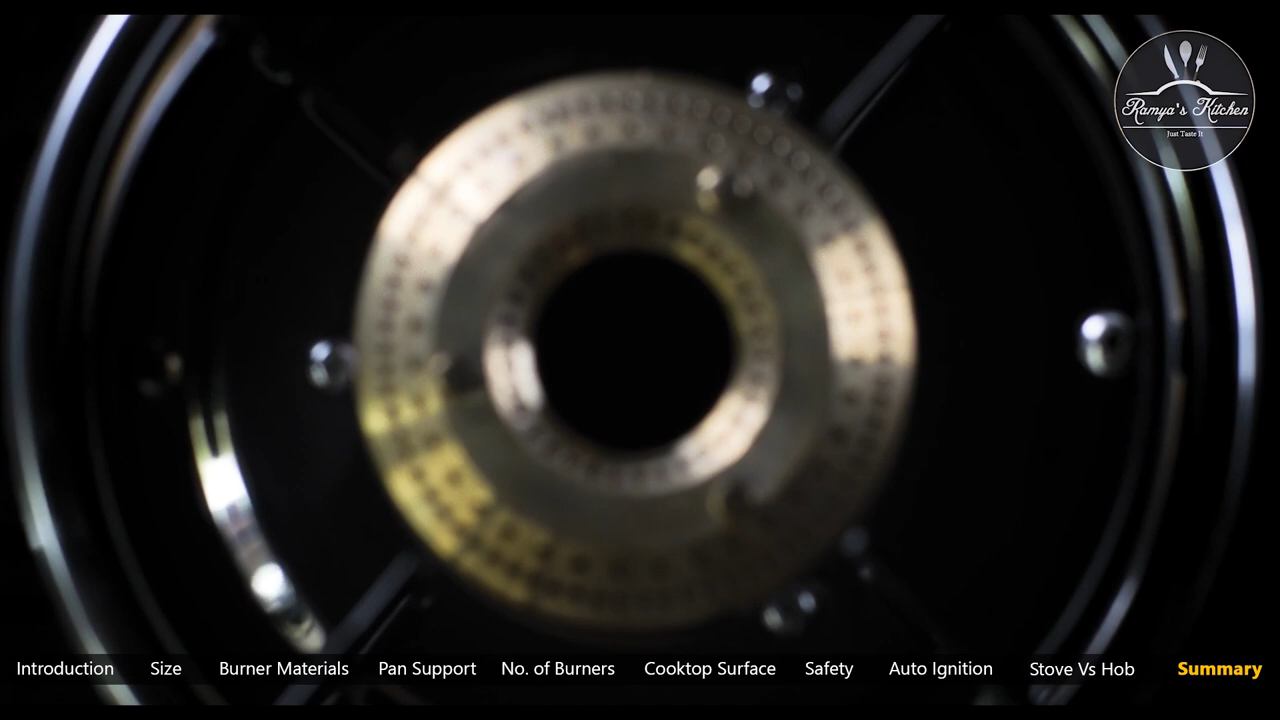 Ramya's Kitchen
Just Taste It
Introduction Size Burner Materials Pan Support No. of Burners Cooktop Surface Safety Auto Ignition Stove Vs Hob Summary